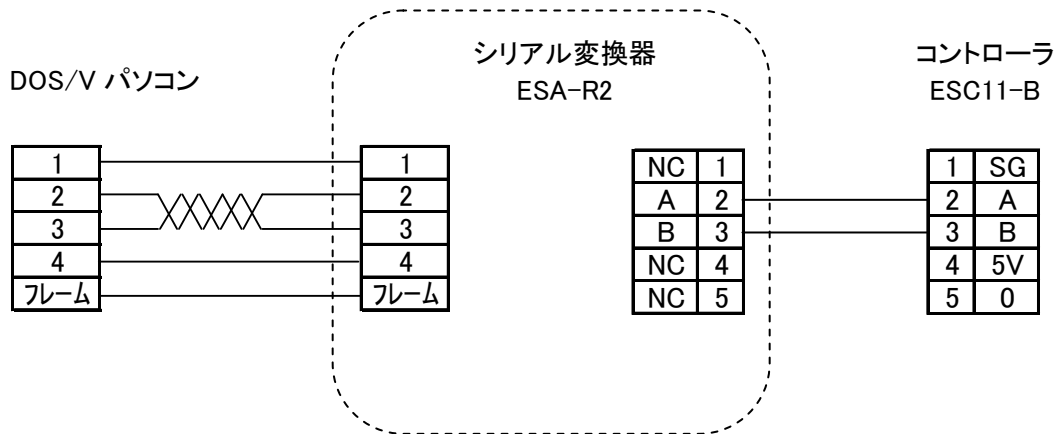 シリアル変換器
ESA-R2
コントローラ
ESC11-B
DOS/V パソコン
1
2
3
4
フレーム
1
2
3
4
フレーム
NC 1
A 2
B 3
NC 4
NC 5
1 SG
2 A
3 B
4 5V
5 0